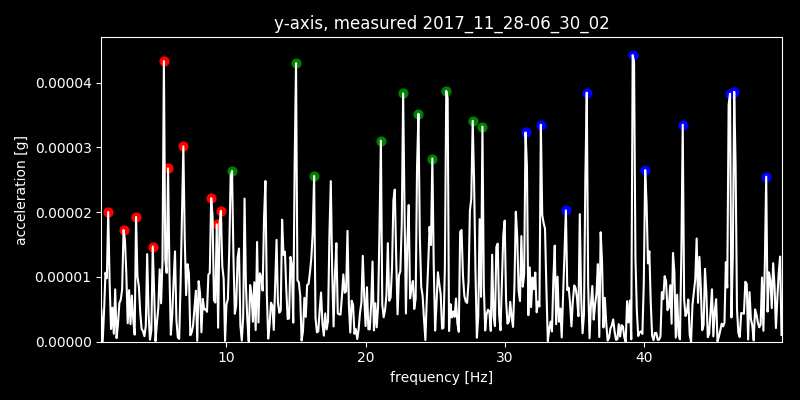 y-axis, measured 2017_11_28-06_30_02
0.00004
0.00003
0.00002
0.00001
0.00000
acceleration [g]
10 20 30 40
frequency [Hz]